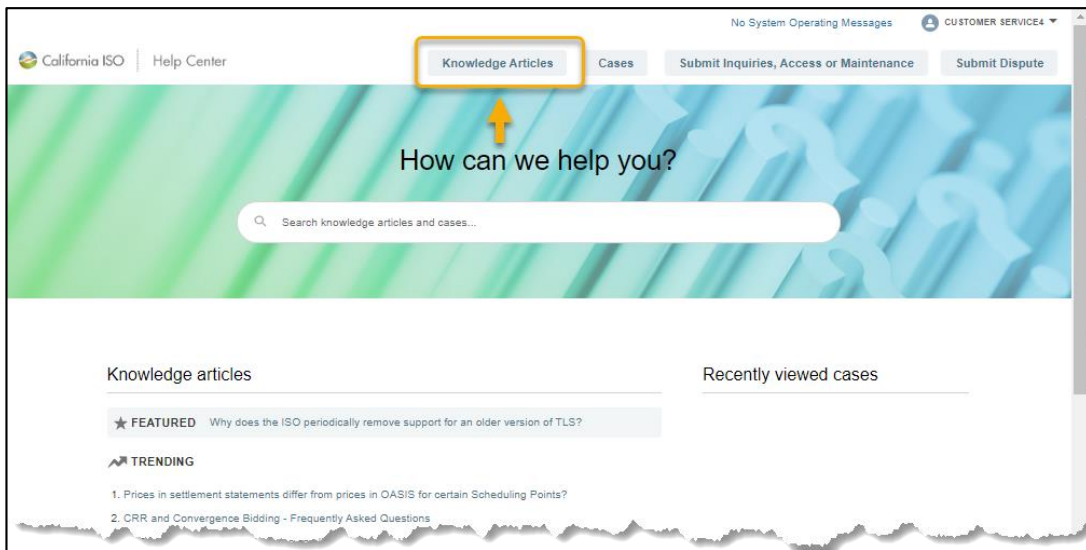 No System Operating Messages CUSTOMER SERVICE4
California ISO Help Center Knowledge Articles Cases Submit Inquiries, Access or Maintenance Submit Dispute
How can we help you?
Search knowledge articles and cases...
Knowledge articles Recently viewed cases
FEATURED Why does the ISO periodically remove support for an older version of TLS?
TRENDING
1. Prices in settlement statements differ from prices in OASIS for certain Scheduling Points?
2. CRR and Convergence Bidding - Frequently Asked Questions